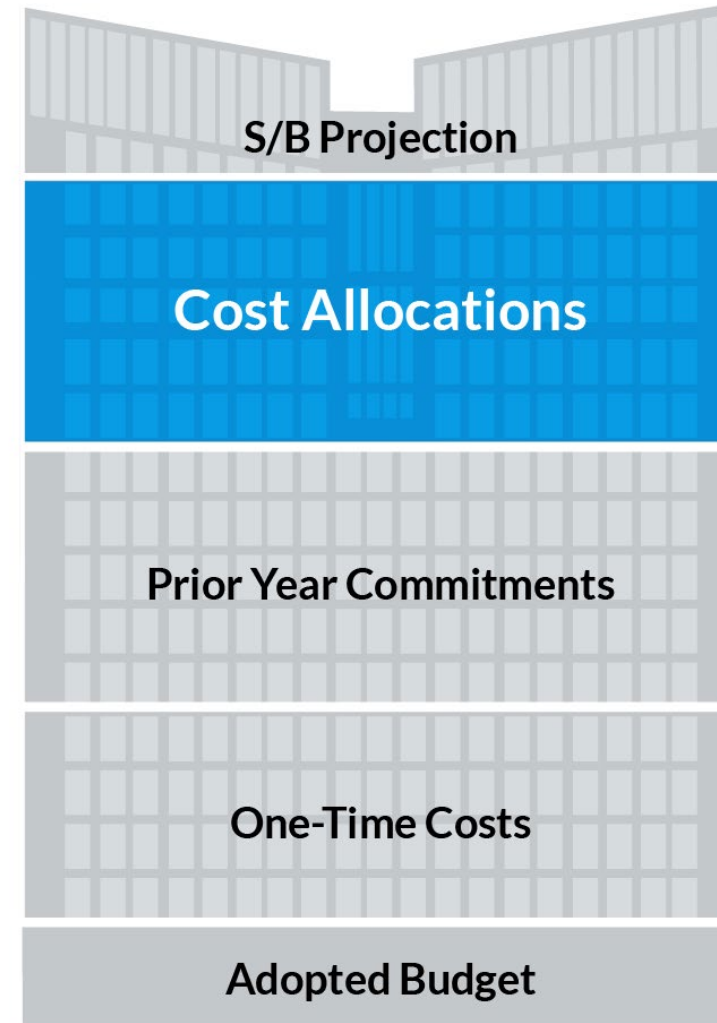 S/B Projection
Cost Allocations
Prior Year Commitments
One-Time Costs
Adopted Budget